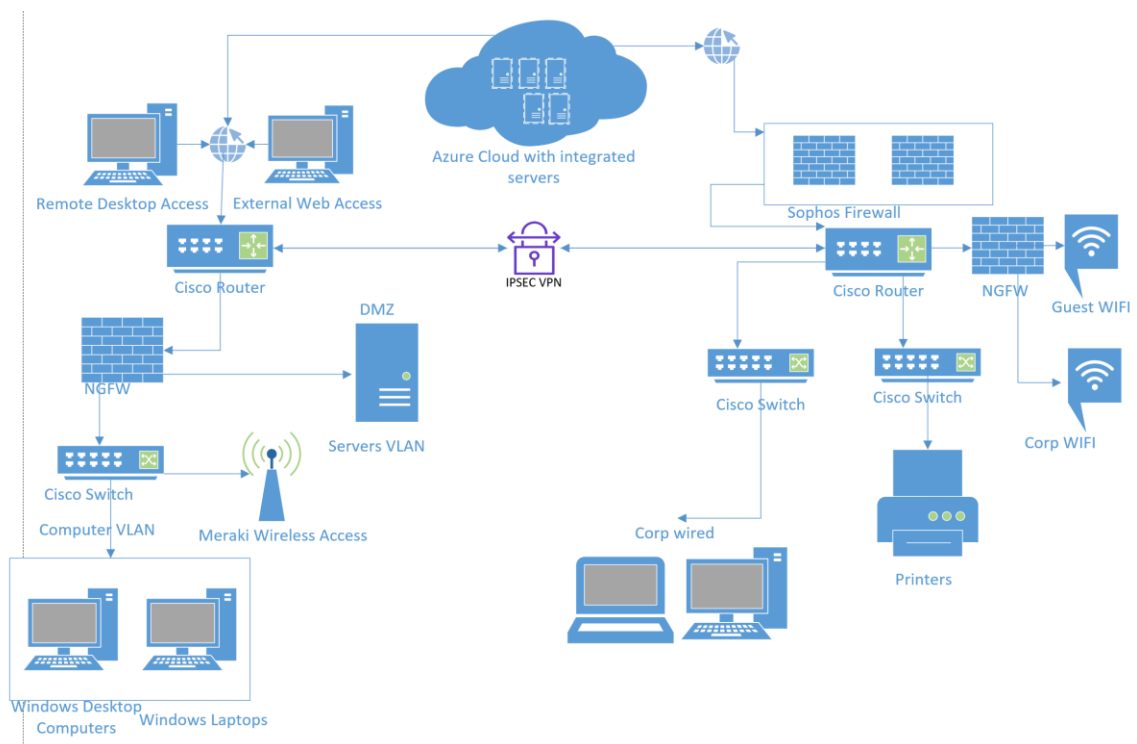 Azure Cloud with integrated
servers
Remote Desktop Access
External Web Access
Sophos Firewall
Cisco Router
IPSEC VPN
Cisco Router
NGFW
Guest WIFI
DMZ
NGFW
Servers VLAN
Cisco Switch
Cisco Switch
Corp WIFI
Cisco Switch
Computer VLAN
Meraki Wireless Access
Corp wired
Printers
Windows Desktop
Computers
Windows Laptops